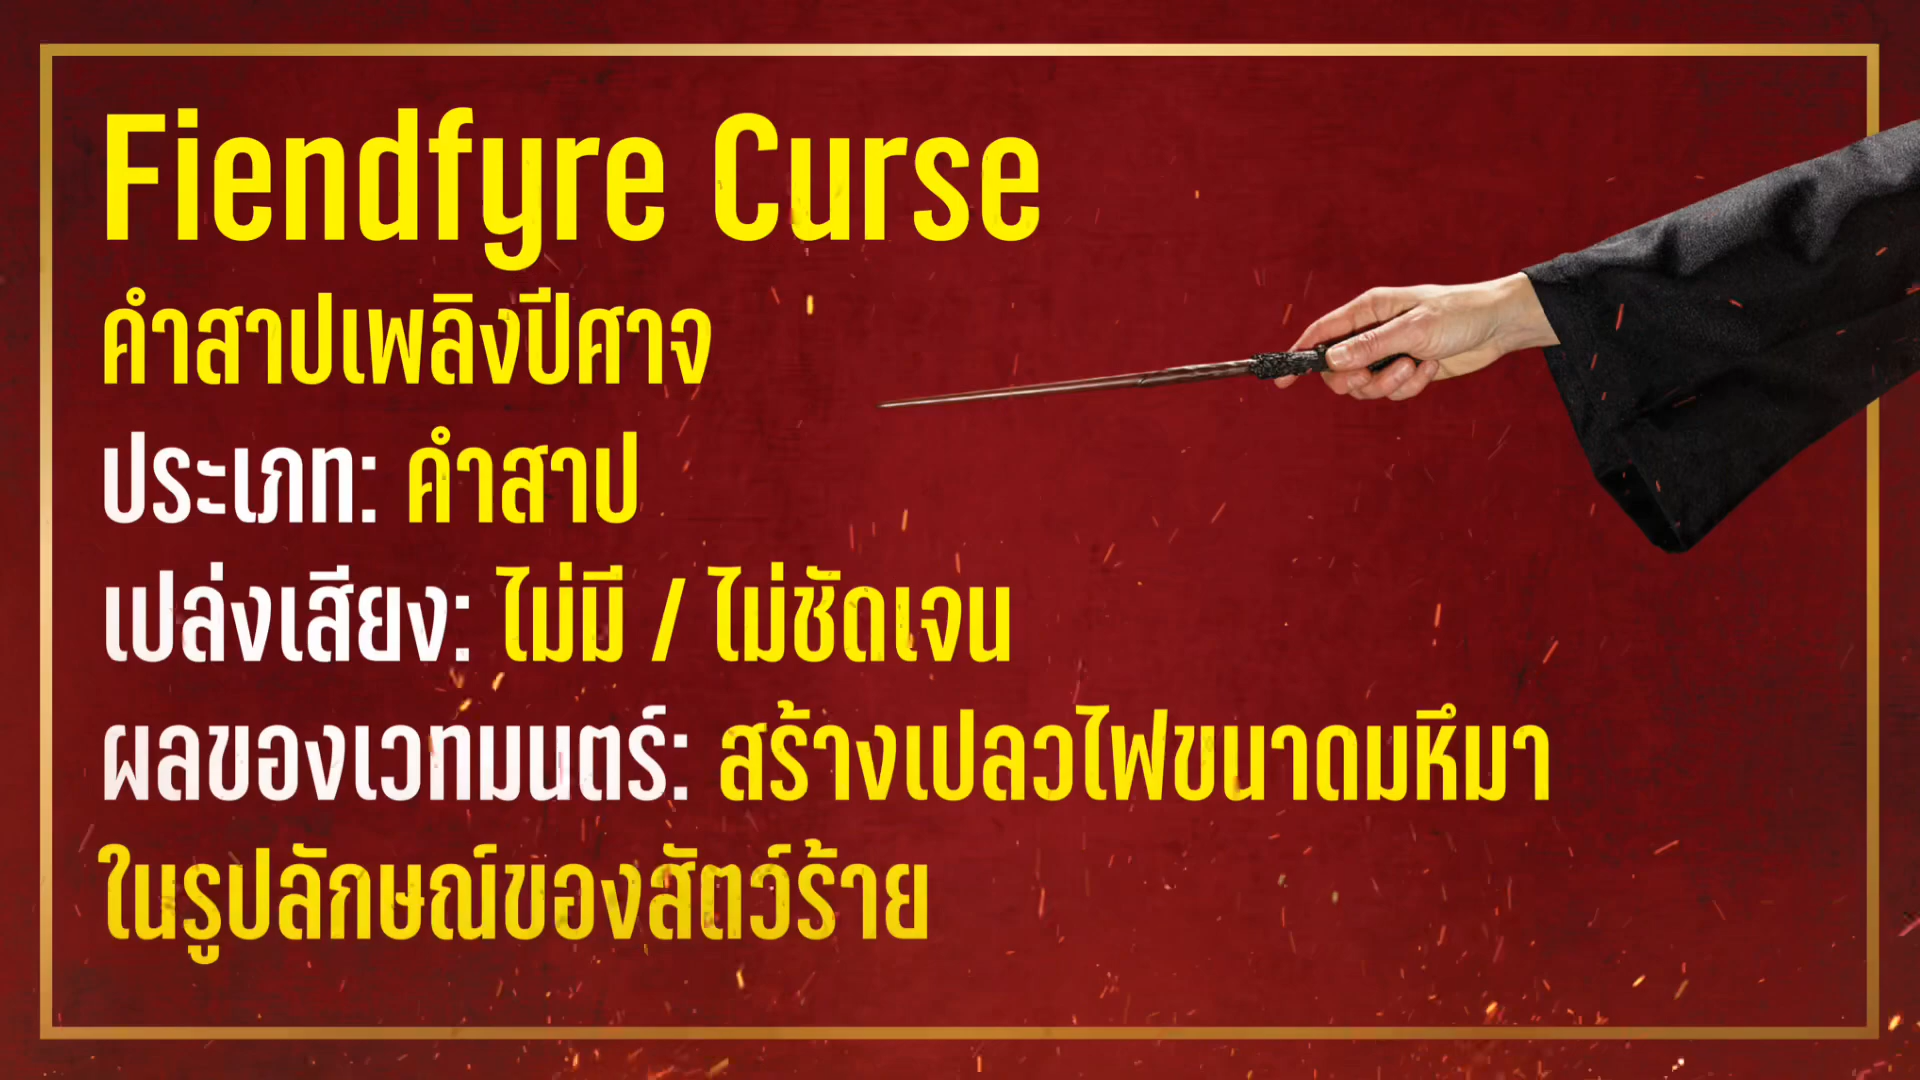 Fiendfyre Curse
คำสาปเพลิงปีศาจ
ประเภท: คำสาป
เปล่งเสียง: ไม่มี / ไม่ชัดเจน
ผลของเวทมนตร์: สร้างเปลวไฟขนาดมหึมา
ในรูปลักษณ์ของสัตว์ร้าย